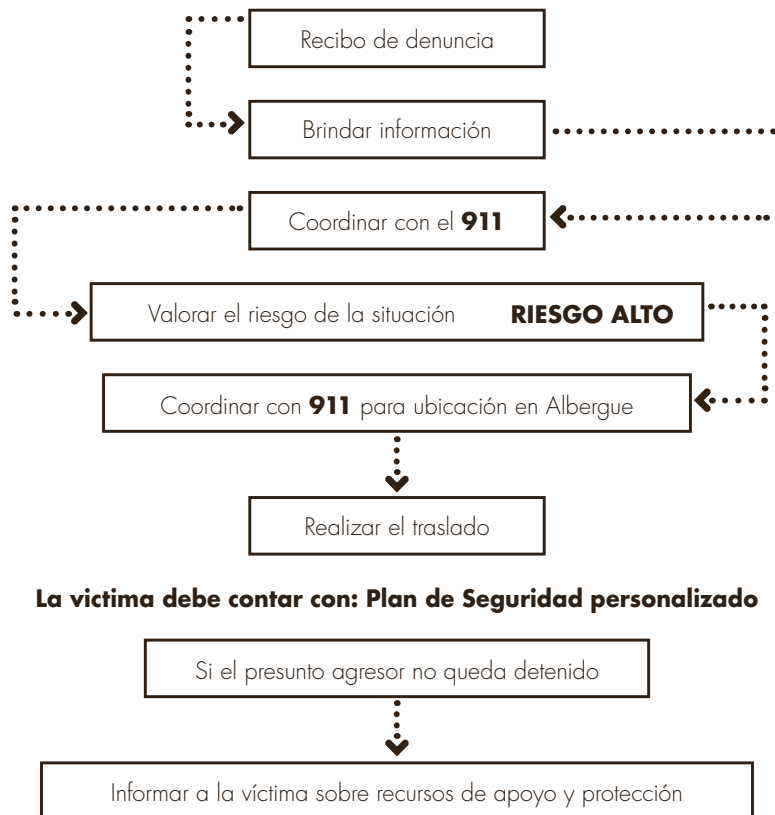 Recibo de denuncia
Brindar información
Coordinar con el 911
Valorar el riesgo de la situación RIESGO ALTO
Coordinar con 911 para ubicación en Albergue
Realizar el traslado
La victima debe contar con: Plan de Seguridad personalizado
Si el presunto agresor no queda detenido
Informar a la víctima sobre recursos de apoyo y protección